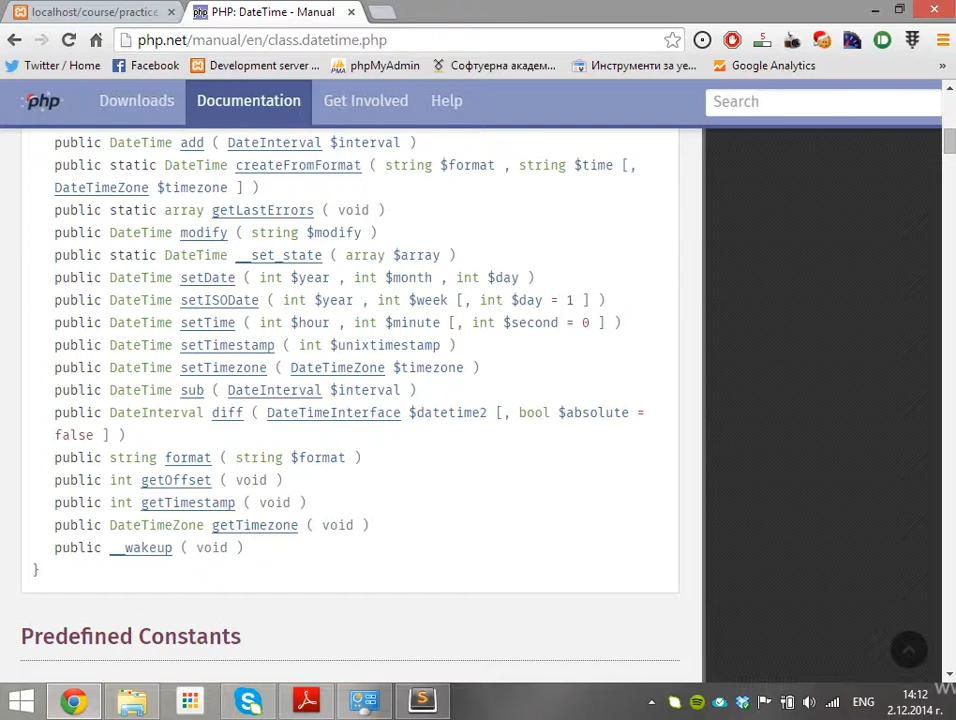 localhost/course/practice
PHP: DateTime - Manual
php.net/manual/en/class.datetime.php
5
Twitter / Home
Facebook
Development server ...
phpMyAdmin
Софтуерна академ...
Инструменти за уе...
Google Analytics
»
php
Downloads
Documentation
Get Involved
Help
Search
public DateTime add ( DateInterval $interval )
public static DateTime createFromFormat ( string $format , string $time [,
DateTimeZone $timezone ] )
public static array getLastErrors ( void )
public DateTime modify ( string $modify )
public static DateTime __set_state ( array $array )
public DateTime setDate ( int $year , int $month , int $day )
public DateTime setISODate ( int $year , int $week [, int $day = 1 ] )
public DateTime setTime ( int $hour , int $minute [, int $second = 0 ] )
public DateTime setTimestamp ( int $unixtimestamp )
public DateTime setTimezone ( DateTimeZone $timezone )
public DateTime sub ( DateInterval $interval )
public DateInterval diff ( DateTimeInterface $datetime2 [, bool $absolute =
false ] )
public string format ( string $format )
public int getOffset ( void )
public int getTimestamp ( void )
public DateTimeZone getTimezone ( void )
public __wakeup ( void )
}
Predefined Constants
ЕНГ
14:12
2.12.2014 г.